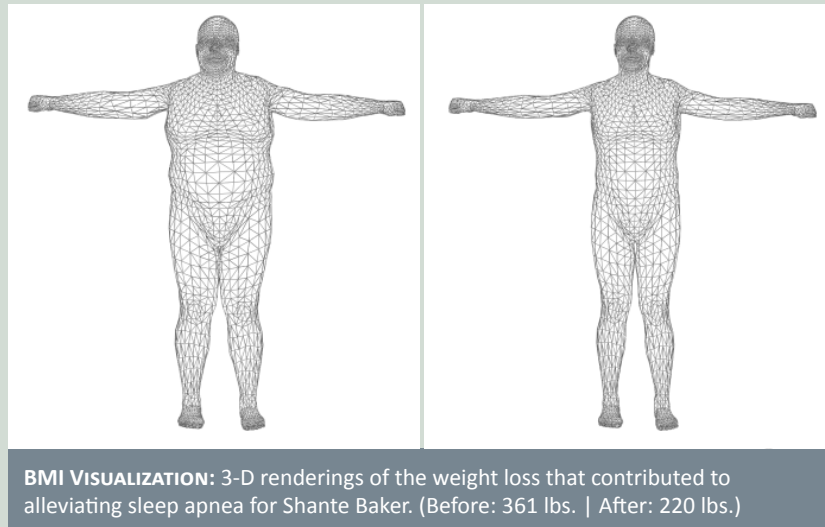 BMI VISUALIZATION: 3-D renderings of the weight loss that contributed to
alleviating sleep apnea for Shante Baker. (Before: 361 lbs. | After: 220 lbs.)